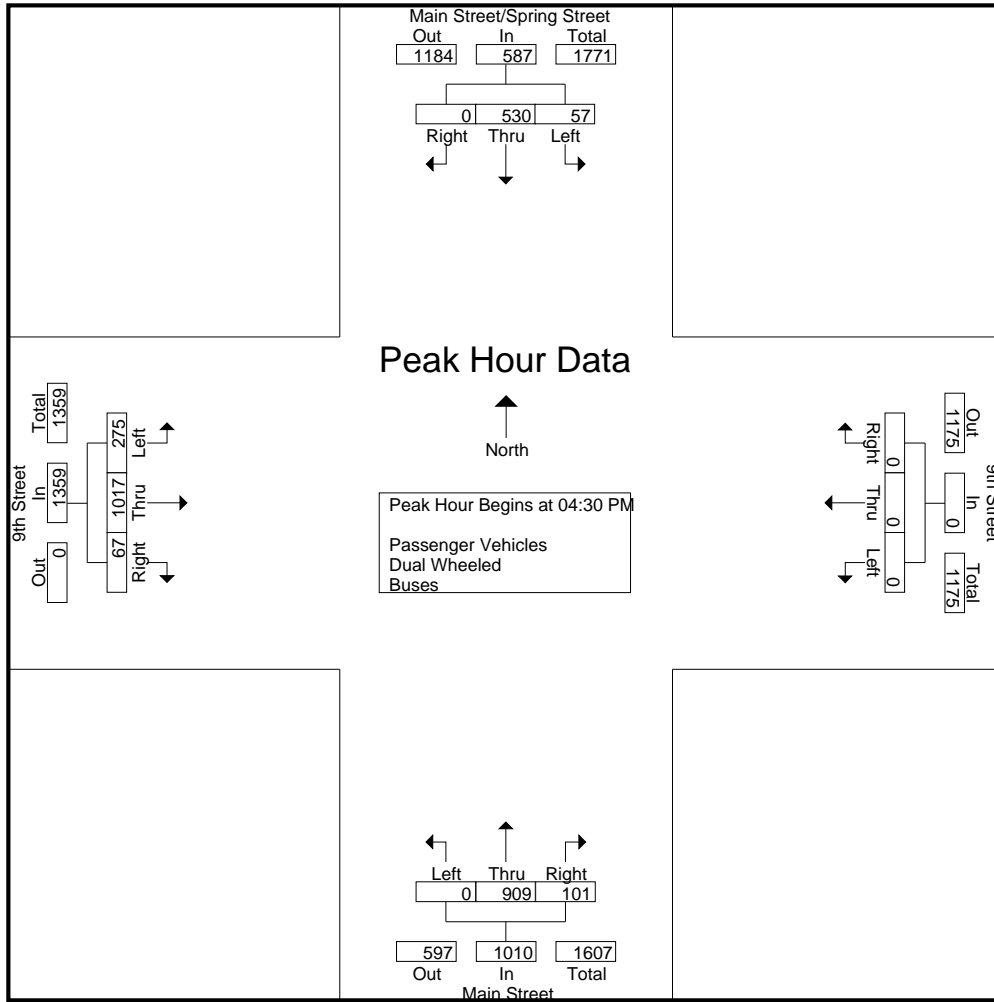 Main Street/Spring Street
Out In Total
1184 587 1771
0 530 57
Right Thru Left
Peak Hour Data
North
Peak Hour Begins at 04:30 PM
Passenger Vehicles
Dual Wheeled
Buses
9th Street
Out In Total
0 1359 1359
67 1017 275
Right Thru Left
9th Street
Out In Total
1175 0 1175
0 0 0
Right Thru Left
Left Thru Right
0 909 101
597 1010 1607
Out In Total
Main Street